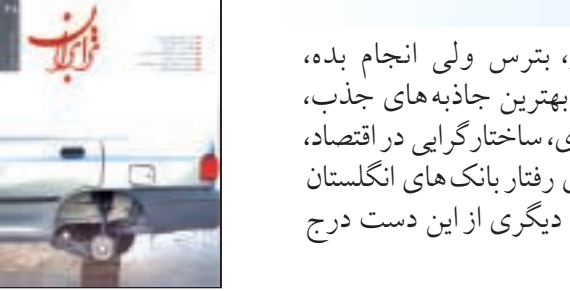 ایران
، بترس ولی انجام بده،
بهترین جاذبه‌های جذب،
ی، ساختارگرایی در اقتصاد،
ی رفتار بانک‌های انگلستان
دیگری از این دست درج